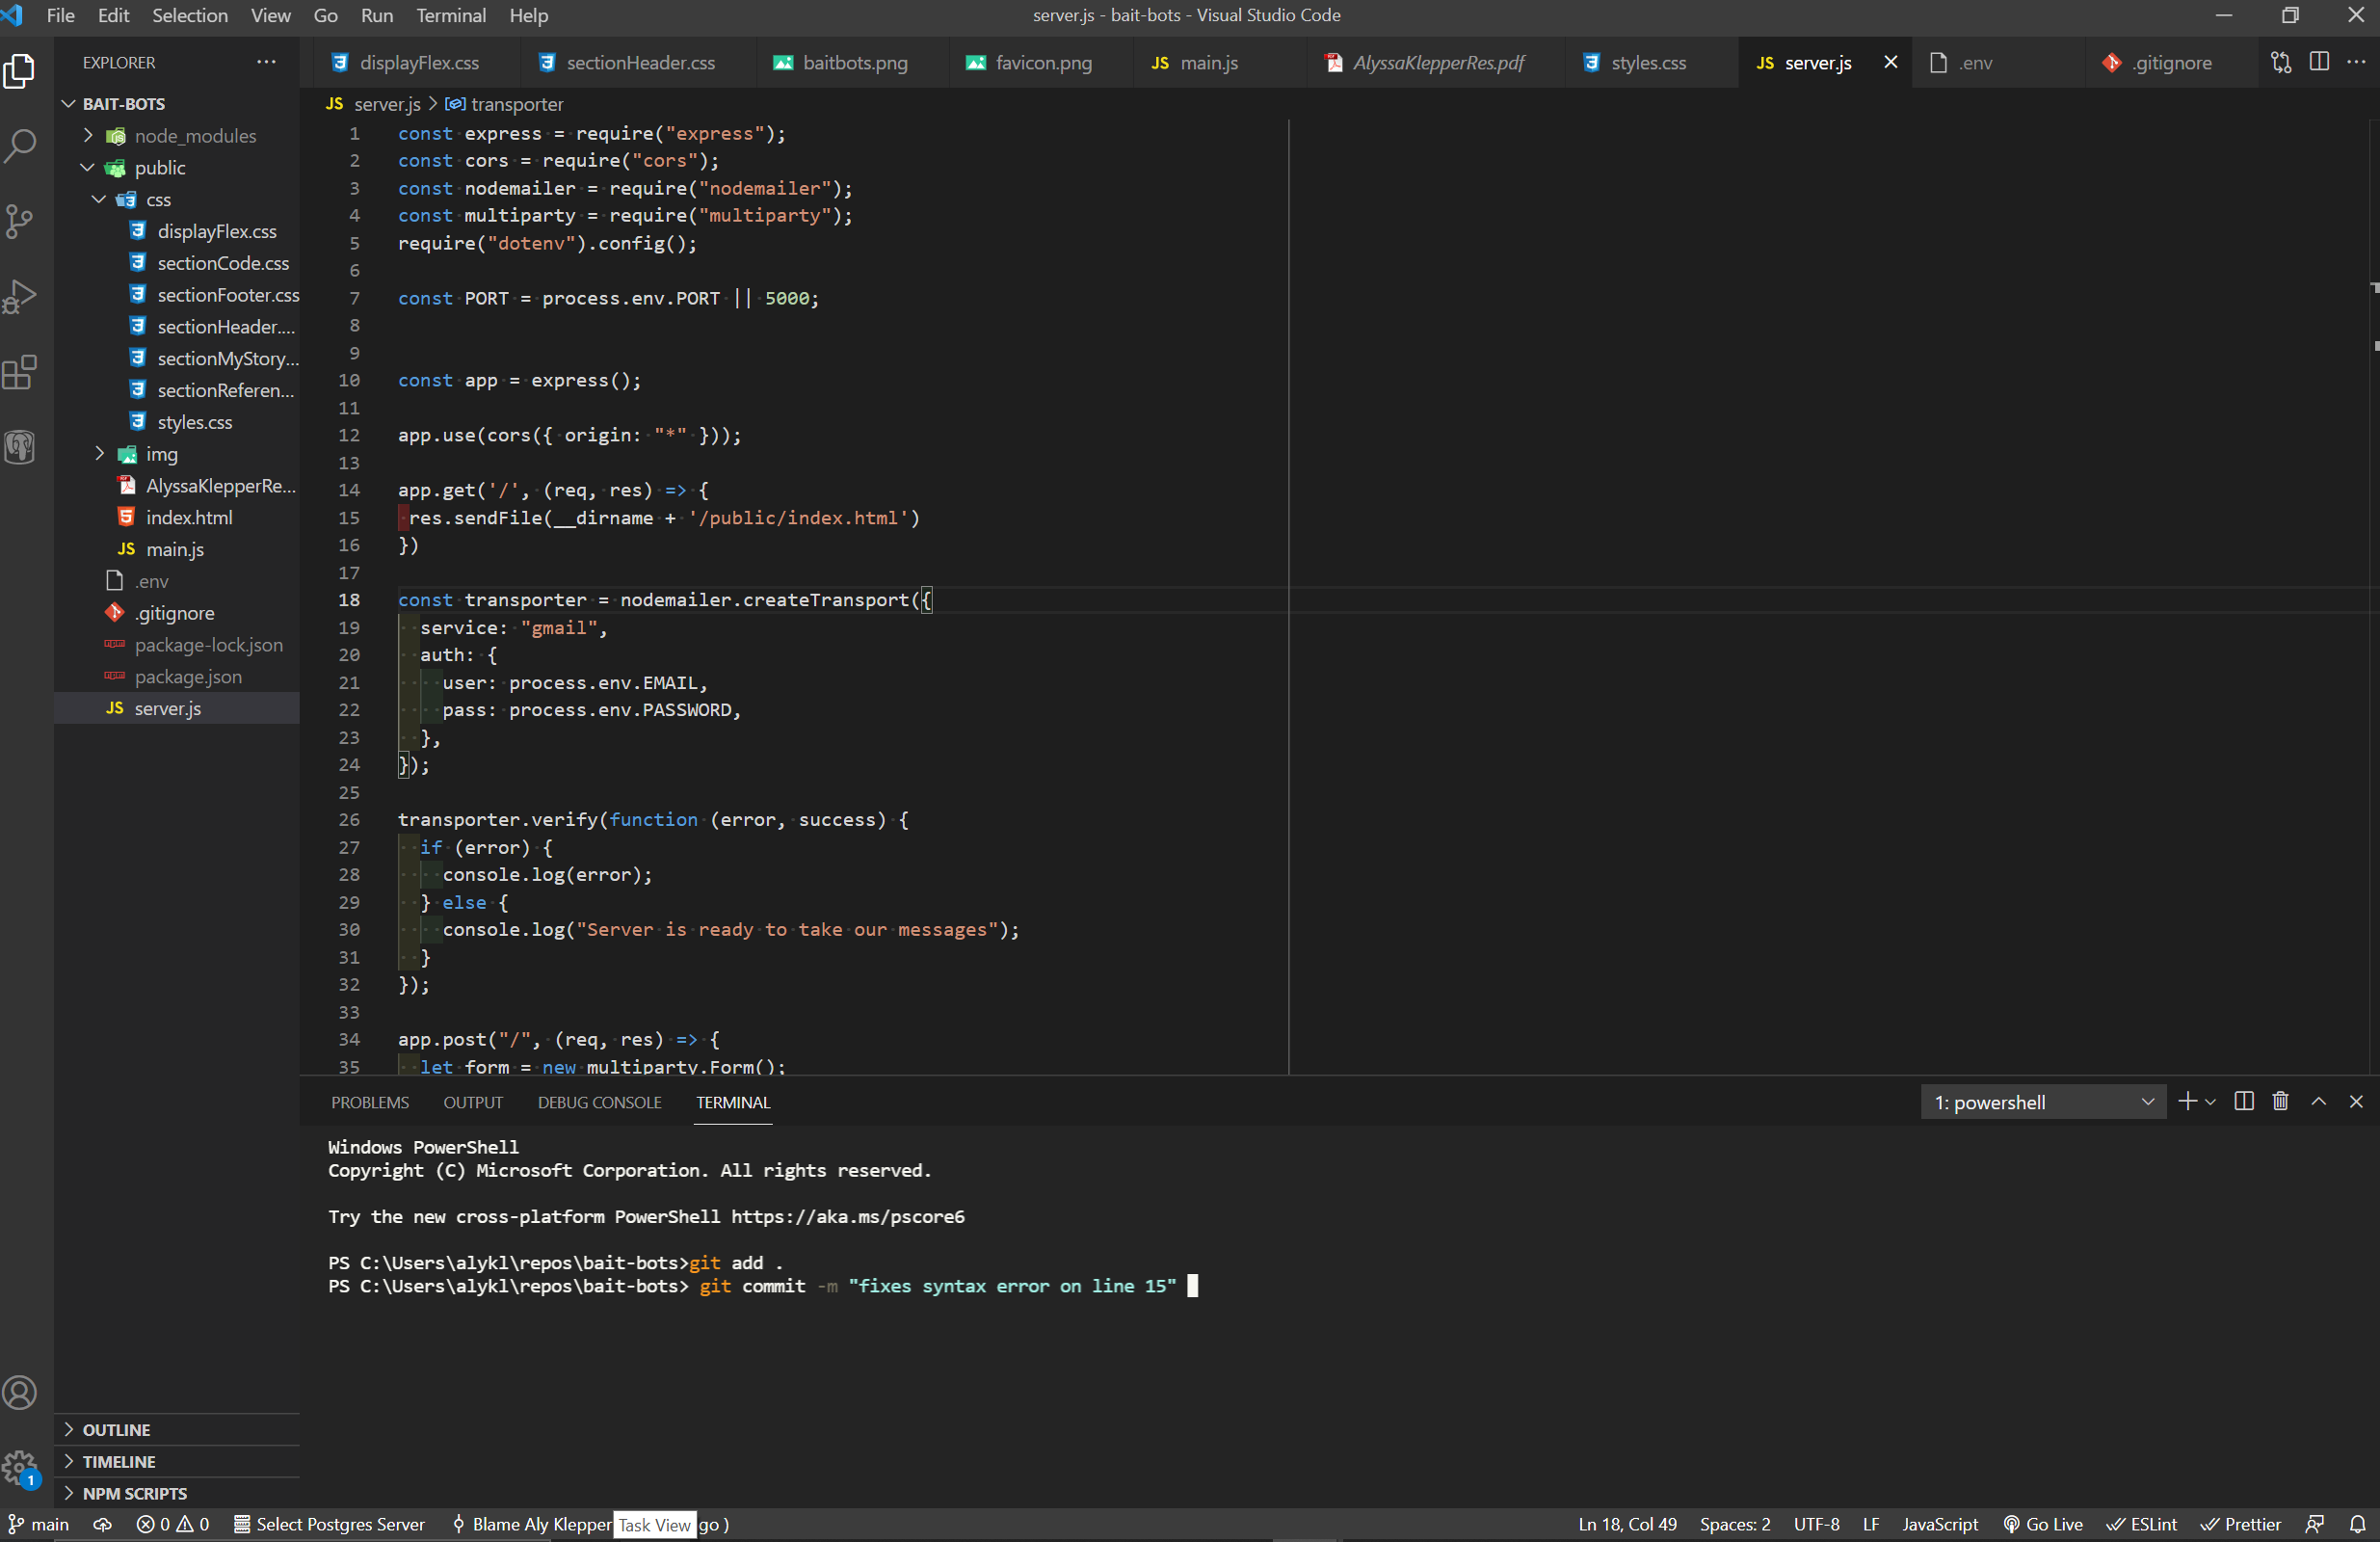 File Edit Selection View Go Run Terminal Help
server.js - bait-bots - Visual Studio Code
EXPLORER
BAIT-BOTS
node_modules
public
css
displayFlex.css
sectionCode.css
sectionFooter.css
sectionHeader....
sectionMyStory...
sectionReferen...
styles.css
img
AlyssaKlepperRe...
index.html
JS main.js
.env
.gitignore
package-lock.json
package.json
JS server.js
OUTLINE
TIMELINE
NPM SCRIPTS
displayFlex.css sectionHeader.css baitbots.png favicon.png JS main.js AlyssaKlepperRes.pdf styles.css JS server.js .env .gitignore
JS server.js > transporter
1 const express = require("express");
2 const cors = require("cors");
3 const nodemailer = require("nodemailer");
4 const multiparty = require("multiparty");
5 require("dotenv").config();
6
7 const PORT = process.env.PORT || 5000;
8
9
10 const app = express();
11
12 app.use(cors({ origin: "*" }));
13
14 app.get('/', (req, res) => {
15 res.sendFile(__dirname + '/public/index.html')
16 })
17
18 const transporter = nodemailer.createTransport({
19 service: "gmail",
20 auth: {
21 user: process.env.EMAIL,
22 pass: process.env.PASSWORD,
23 },
24 });
25
26 transporter.verify(function (error, success) {
27 if (error) {
28 console.log(error);
29 } else {
30 console.log("Server is ready to take our messages");
31 }
32 });
33
34 app.post("/", (req, res) => {
35 let form = new multiparty.Form();
PROBLEMS OUTPUT DEBUG CONSOLE TERMINAL
1: powershell
Windows PowerShell
Copyright (C) Microsoft Corporation. All rights reserved.
Try the new cross-platform PowerShell https://aka.ms/pscore6
PS C:\Users\alykl\repos\bait-bots>git add .
PS C:\Users\alykl\repos\bait-bots> git commit -m "fixes syntax error on line 15"
1
main 0 0 Select Postgres Server Blame Aly Klepper Task View go ) Ln 18, Col 49 Spaces: 2 UTF-8 LF JavaScript Go Live ESLint Prettier